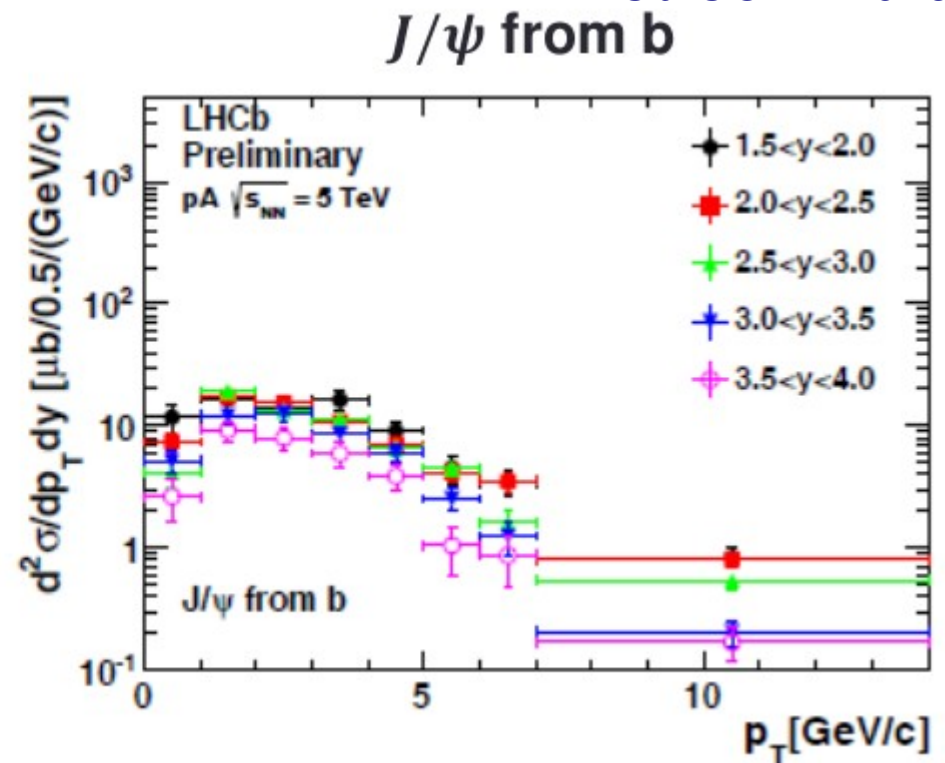 J/ψ from b
LHCb
Preliminary
pA √s_NN = 5 TeV
1.5<y<2.0
2.0<y<2.5
2.5<y<3.0
3.0<y<3.5
3.5<y<4.0
J/ψ from b
d²σ/dp_T dy [μb/0.5/(GeV/c)]
10³
10²
10
1
10⁻¹
0
5
10
p_T[GeV/c]